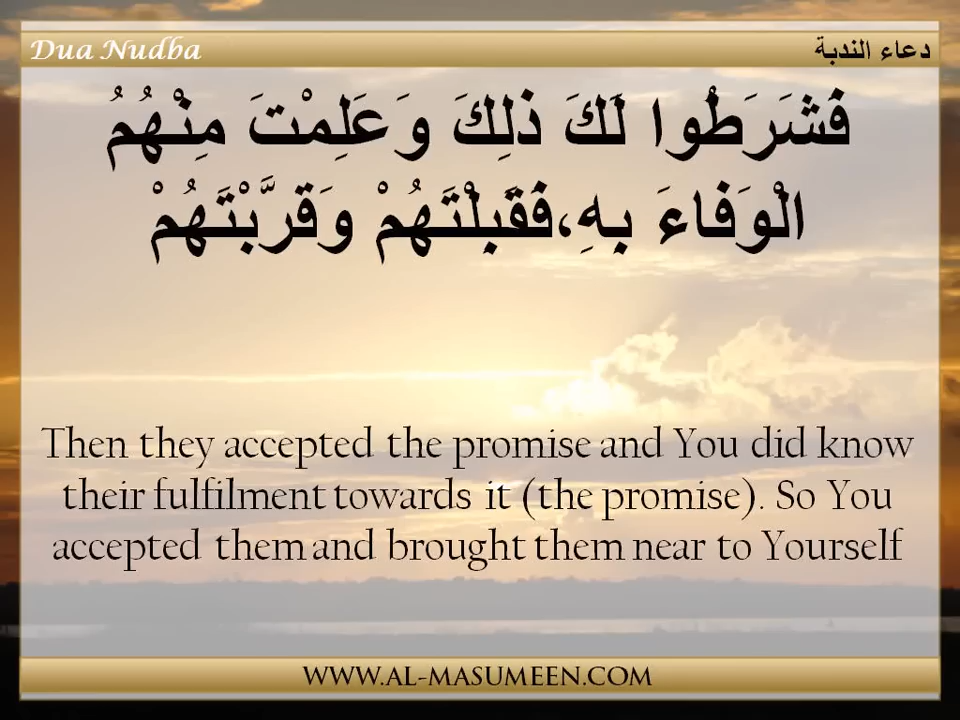 Dua Nudba
دعاء الندبة
فَشَرَطُوا لَكَ ذلِكَ وَعَلِمْتَ مِنْهُمُ
الْوَفاءَ بِهِ،فَقَبِلْتَهُمْ وَقَرَّبْتَهُمْ
Then they accepted the promise and You did know
their fulfilment towards it (the promise). So You
accepted them and brought them near to Yourself
WWW.AL-MASUMEEN.COM